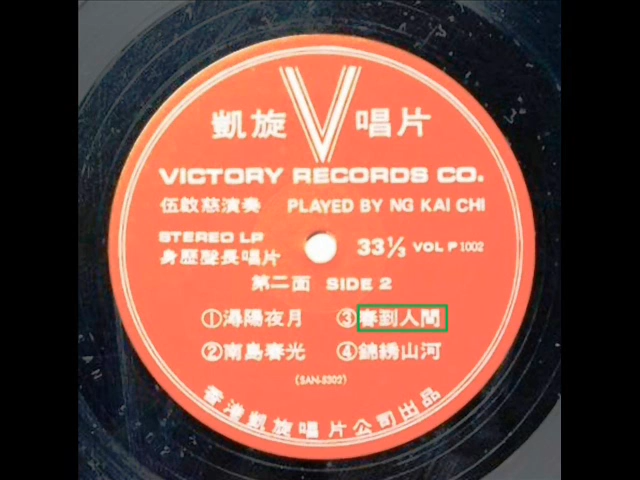 凱旋 V 唱片
VICTORY RECORDS CO.
伍敓慈演奏 PLAYED BY NG KAI CHI
STEREO LP
身歷聲長唱片
33⅓ VOL P 1002
第二面 SIDE 2
①潯陽夜月 ③春到人間
②南島春光 ④錦綉山河
(SAN-3302)
香港凱旋唱片公司出品